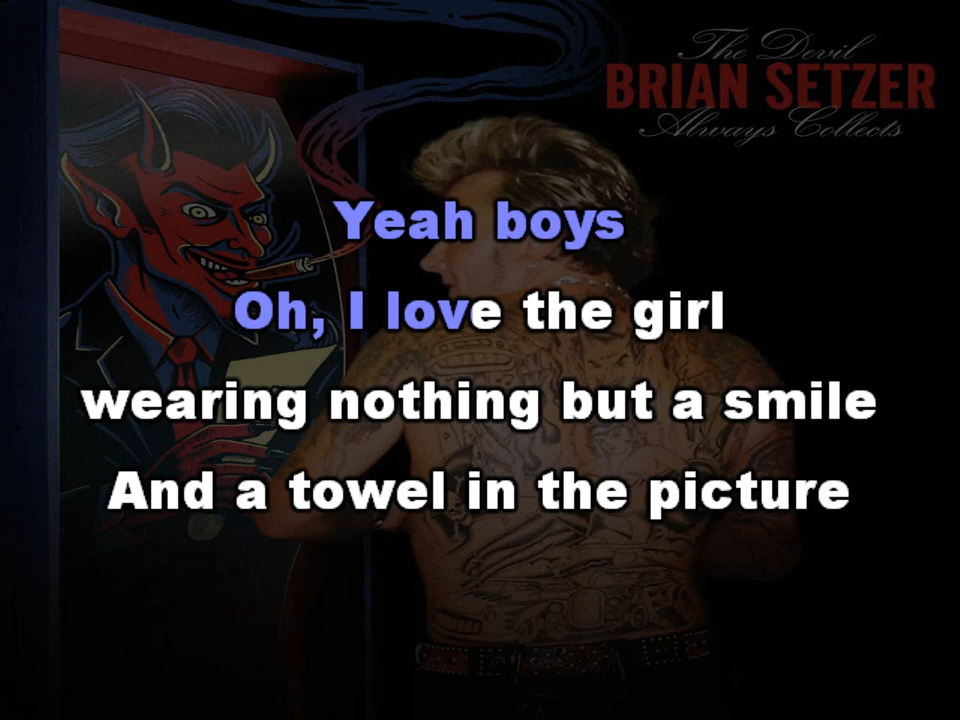 The Devil
BRIAN SETZER
Always Collects
Yeah boys
Oh, I love the girl
wearing nothing but a smile
And a towel in the picture